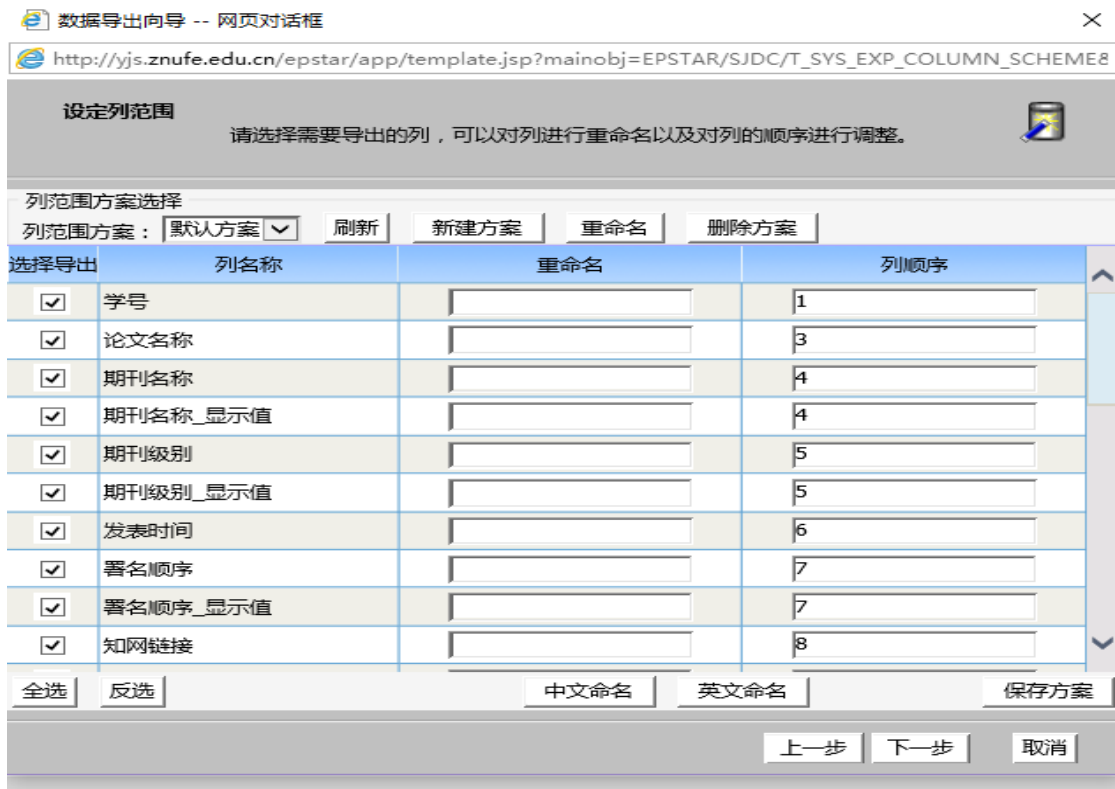 数据导出向导 -- 网页对话框
http://yjs.znufe.edu.cn/epstar/app/template.jsp?mainobj=EPSTAR/SJDC/T_SYS_EXP_COLUMN_SCHEME&
设定列范围
请选择需要导出的列，可以对列进行重命名以及对列的顺序进行调整。
列范围方案选择
列范围方案： 默认方案 刷新 新建方案 重命名 删除方案
选择导出 列名称 重命名 列顺序
学号 1
论文名称 3
期刊名称 4
期刊名称_显示值 4
期刊级别 5
期刊级别_显示值 5
发表时间 6
署名顺序 7
署名顺序_显示值 7
知网链接 8
全选 反选 中文命名 英文命名 保存方案
上一步 下一步 取消